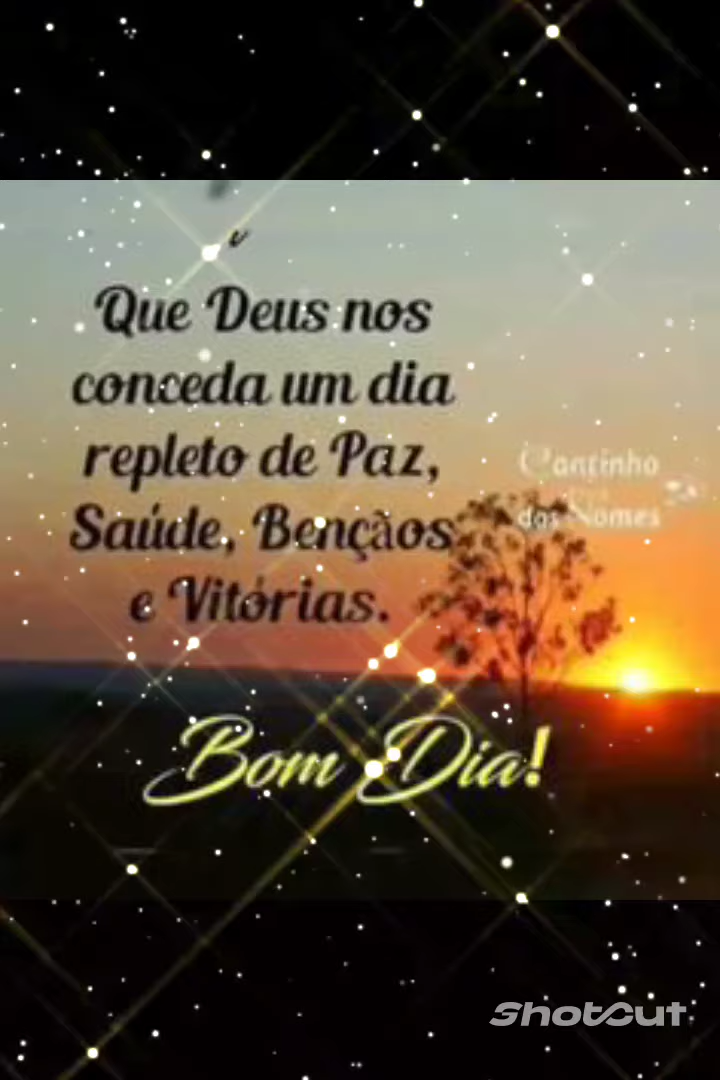 Que Deus nos
conceda um dia
repleto de Paz,
Saúde, Bençãos
e Vitórias.
Cantinho
dos Nomes
Bom Dia!
ShotCut